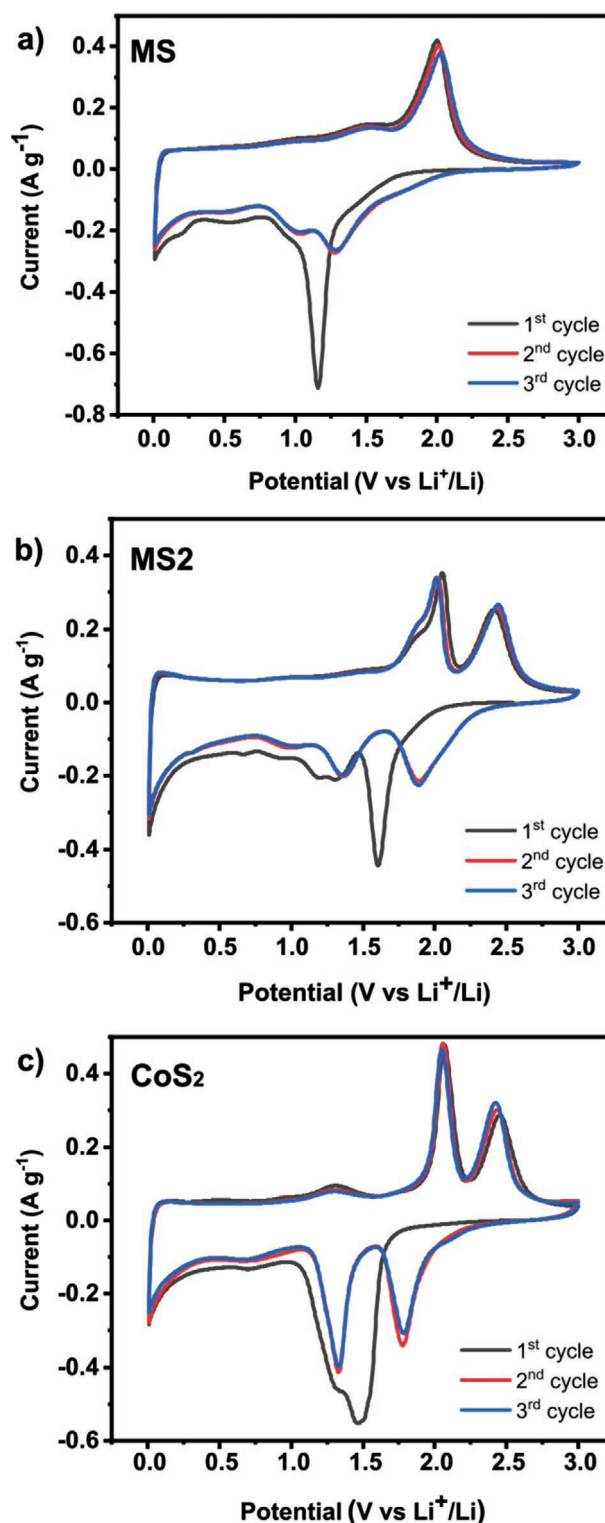 a)
MS
0.4
0.2
0.0
-0.2
-0.4
-0.6
-0.8
Current (A g⁻¹)
1ˢᵗ cycle
2ⁿᵈ cycle
3ʳᵈ cycle
0.0 0.5 1.0 1.5 2.0 2.5 3.0
Potential (V vs Li⁺/Li)
b)
MS2
0.4
0.2
0.0
-0.2
-0.4
-0.6
Current (A g⁻¹)
1ˢᵗ cycle
2ⁿᵈ cycle
3ʳᵈ cycle
0.0 0.5 1.0 1.5 2.0 2.5 3.0
Potential (V vs Li⁺/Li)
c)
CoS₂
0.4
0.2
0.0
-0.2
-0.4
-0.6
Current (A g⁻¹)
1ˢᵗ cycle
2ⁿᵈ cycle
3ʳᵈ cycle
0.0 0.5 1.0 1.5 2.0 2.5 3.0
Potential (V vs Li⁺/Li)